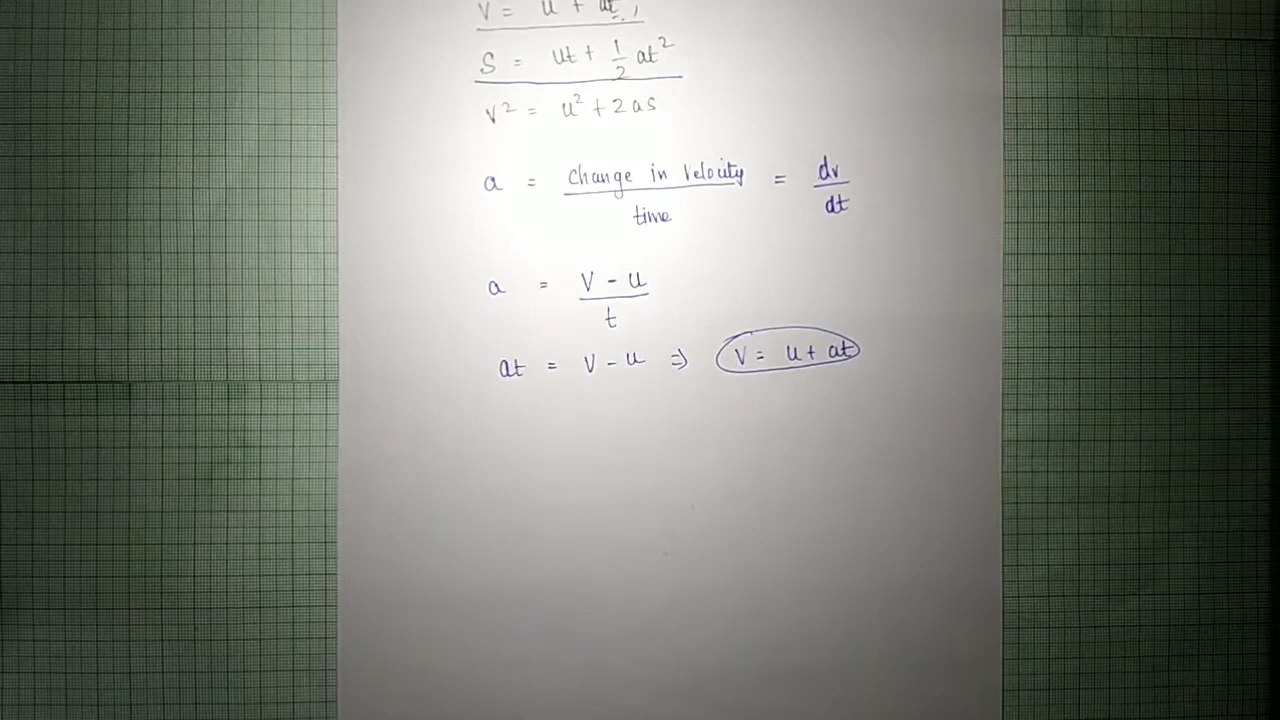 V = u + at
S = ut + 1/2 at²
v² = u² + 2as
a = change in velocity / time = dv / dt
a = V - u / t
at = V - u ⇒ V = u + at